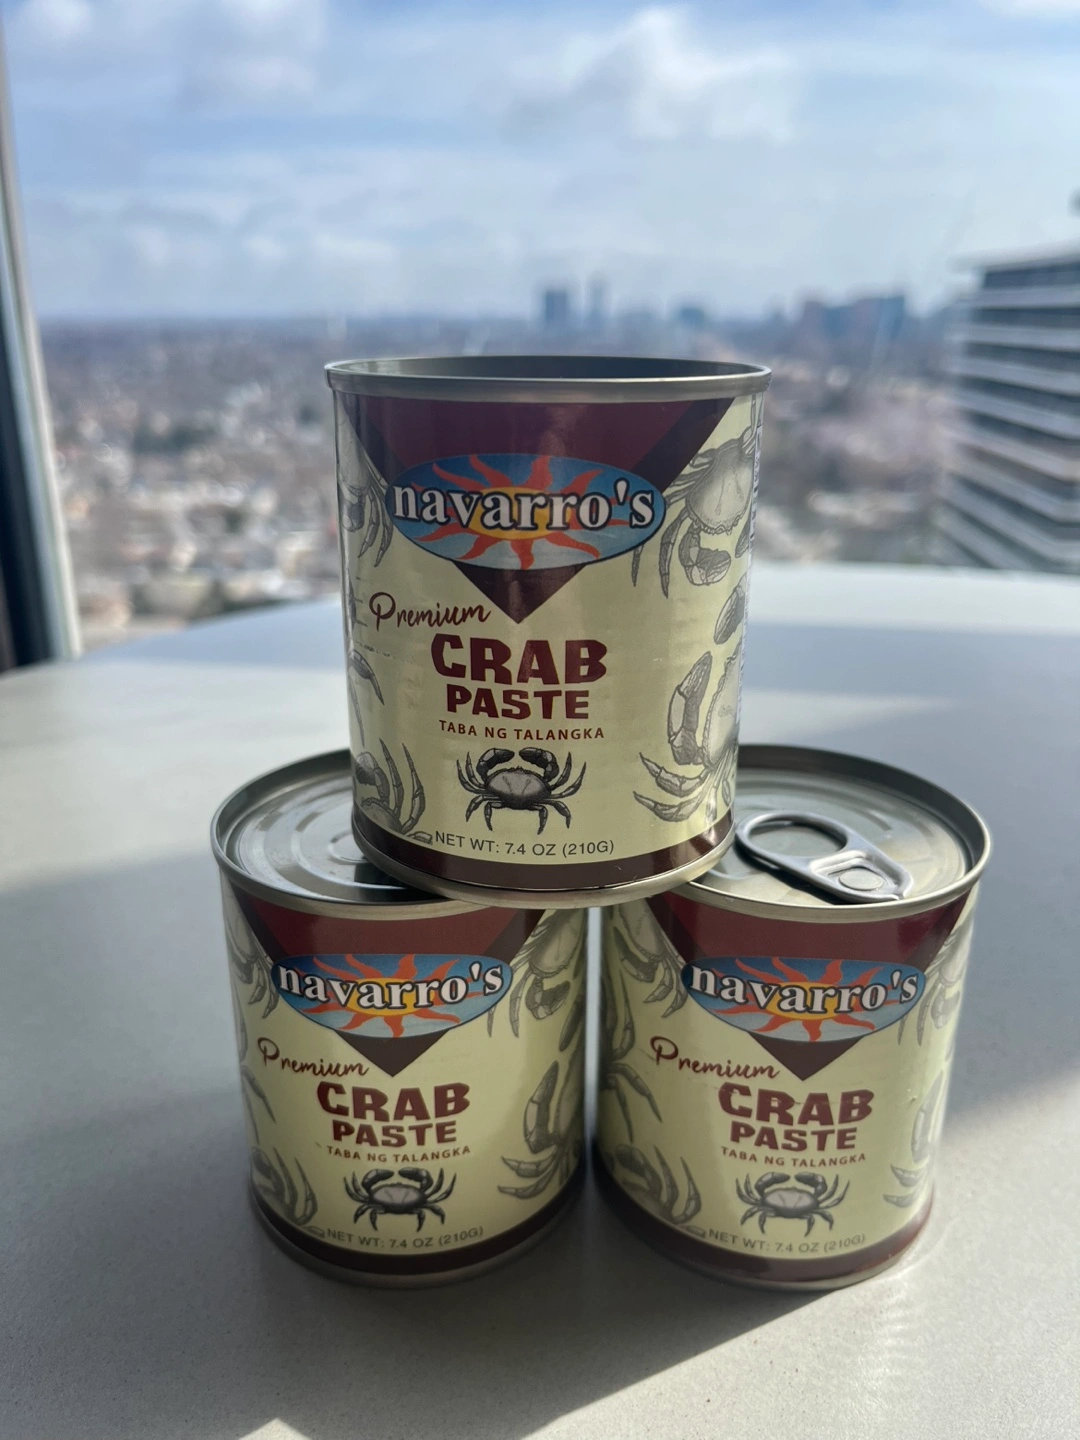 navarro's
Premium
CRAB
PASTE
TABA NG TALANGKA
NET WT: 7.4 OZ (210G)
navarro's
Premium
CRAB
PASTE
TABA NG TALANGKA
NET WT: 7.4 OZ (210G)
navarro's
Premium
CRAB
PASTE
TABA NG TALANGKA
NET WT: 7.4 OZ (210G)